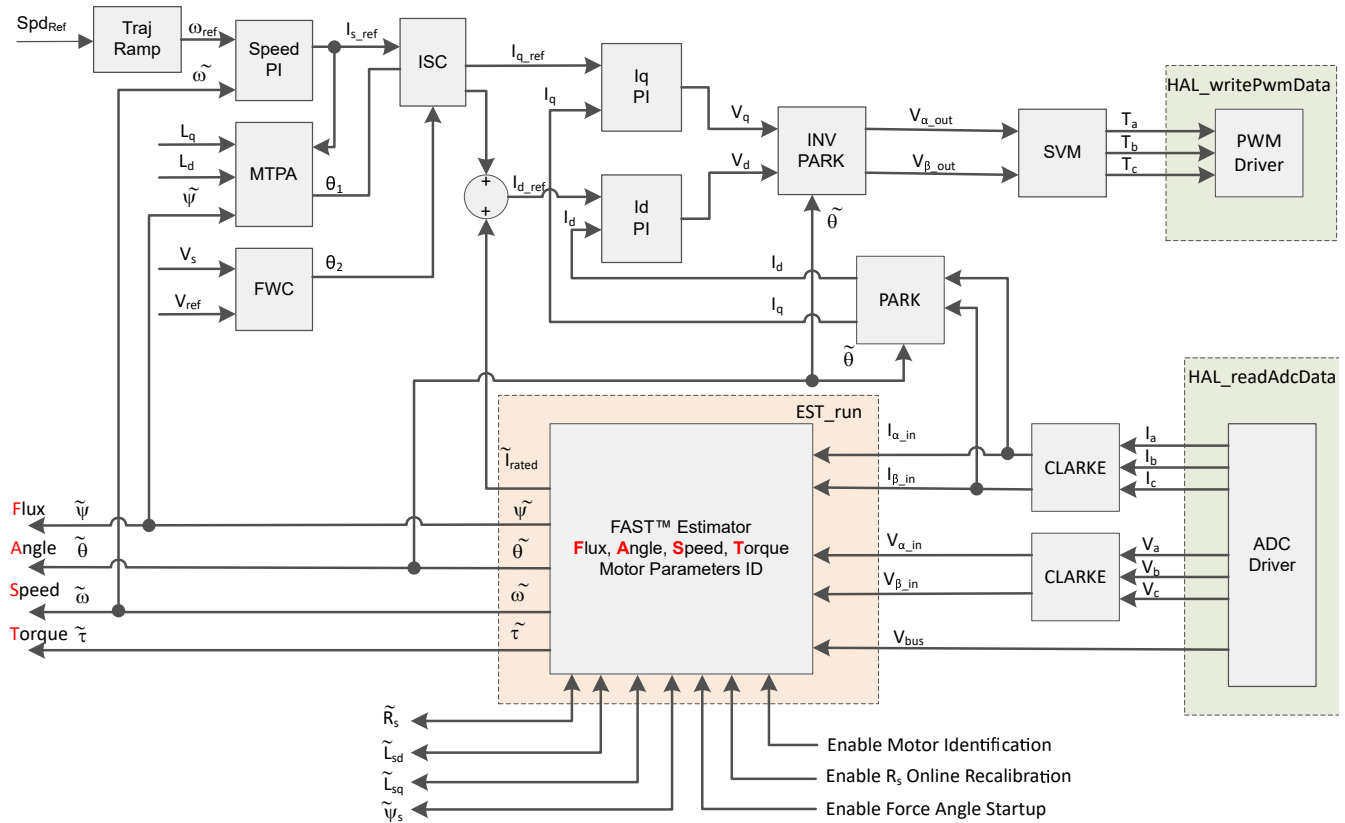 Spd_Ref
Traj
Ramp
ω_ref
ω̃
Speed
PI
I_s_ref
ISC
I_q_ref
I_q
Iq
PI
V_q
V_d
INV
PARK
V_α_out
V_β_out
SVM
T_a
T_b
T_c
HAL_writePwmData
PWM
Driver
L_q
L_d
ψ̃
MTPA
θ_1
+
+
I_d_ref
I_d
Id
PI
θ̃
V_s
V_ref
FWC
θ_2
I_d
I_q
PARK
θ̃
HAL_readAdcData
EST_run
Ĩ_rated
ψ̃
θ̃
ω̃
τ̃
FAST™ Estimator
Flux, Angle, Speed, Torque
Motor Parameters ID
I_α_in
I_β_in
V_α_in
V_β_in
V_bus
CLARKE
CLARKE
I_a
I_b
I_c
V_a
V_b
V_c
ADC
Driver
Flux ψ̃
Angle θ̃
Speed ω̃
Torque τ̃
R̃_s
L̃_sd
L̃_sq
ψ̃_s
Enable Motor Identification
Enable R_s Online Recalibration
Enable Force Angle Startup